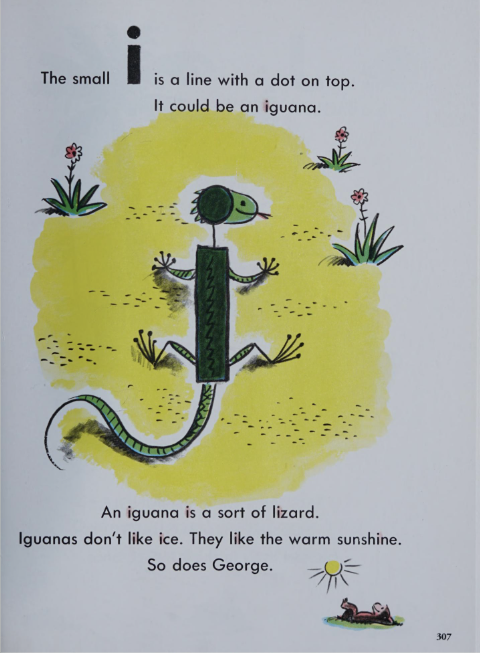 The small i is a line with a dot on top.
It could be an iguana.
An iguana is a sort of lizard.
Iguanas don't like ice. They like the warm sunshine.
So does George.
307